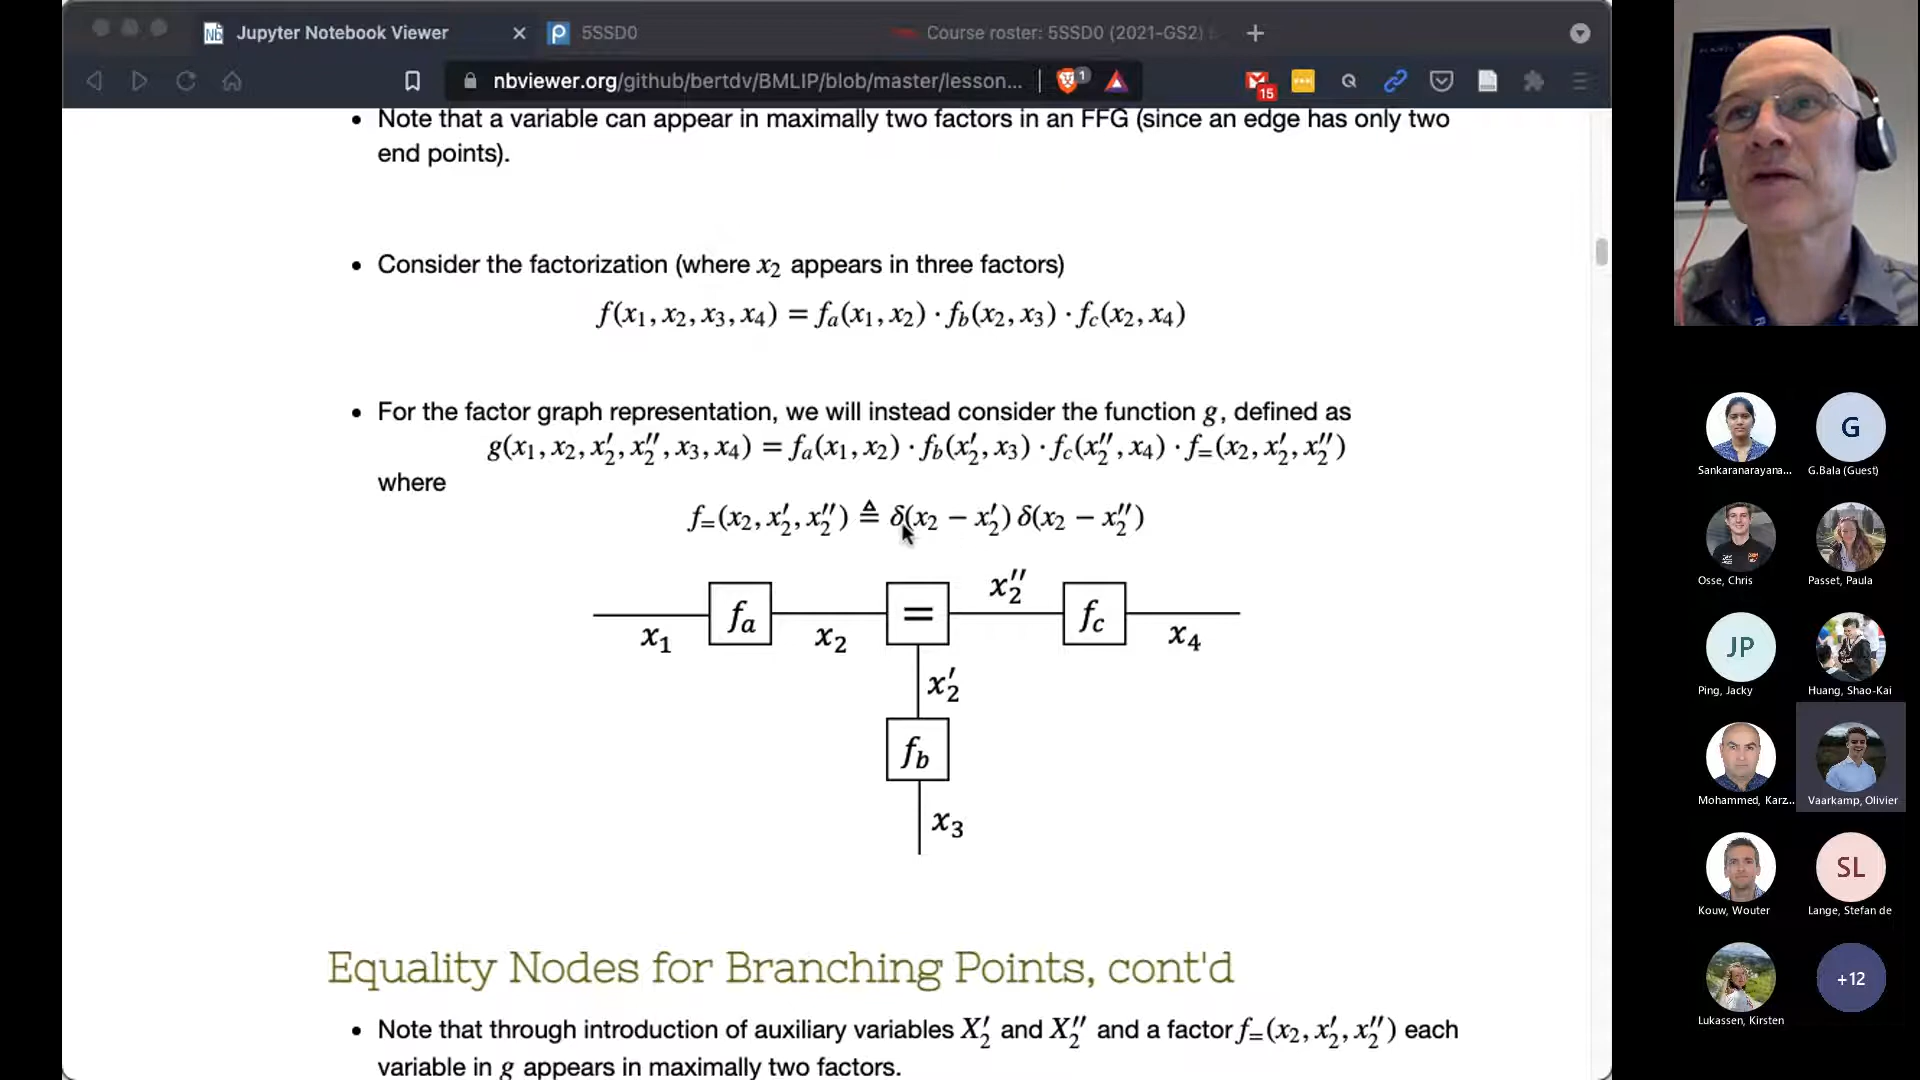 Jupyter Notebook Viewer
5SSD0
Course roster: 5SSD0 (2021-GS2)
nbviewer.org/github/bertdv/BMLIP/blob/master/lesson...
1
15
• Note that a variable can appear in maximally two factors in an FFG (since an edge has only two
end points).
• Consider the factorization (where x₂ appears in three factors)
f(x₁, x₂, x₃, x₄) = fₐ(x₁, x₂) · f_b(x₂, x₃) · f_c(x₂, x₄)
• For the factor graph representation, we will instead consider the function g, defined as
g(x₁, x₂, x₂′, x₂″, x₃, x₄) = fₐ(x₁, x₂) · f_b(x₂′, x₃) · f_c(x₂″, x₄) · f₌(x₂, x₂′, x₂″)
where
f₌(x₂, x₂′, x₂″) ≜ δ(x₂ − x₂′) δ(x₂ − x₂″)
x₂″
fₐ = f_c
x₁ x₂ x₄
x₂′
f_b
x₃
Equality Nodes for Branching Points, cont'd
• Note that through introduction of auxiliary variables X₂′ and X₂″ and a factor f₌(x₂, x₂′, x₂″) each
variable in g appears in maximally two factors.
G
Sankaranarayana... G.Bala (Guest)
Osse, Chris Passet, Paula
JP
Ping, Jacky Huang, Shao-Kai
Mohammed, Karz... Vaarkamp, Olivier
SL
Kouw, Wouter Lange, Stefan de
+12
Lukassen, Kirsten